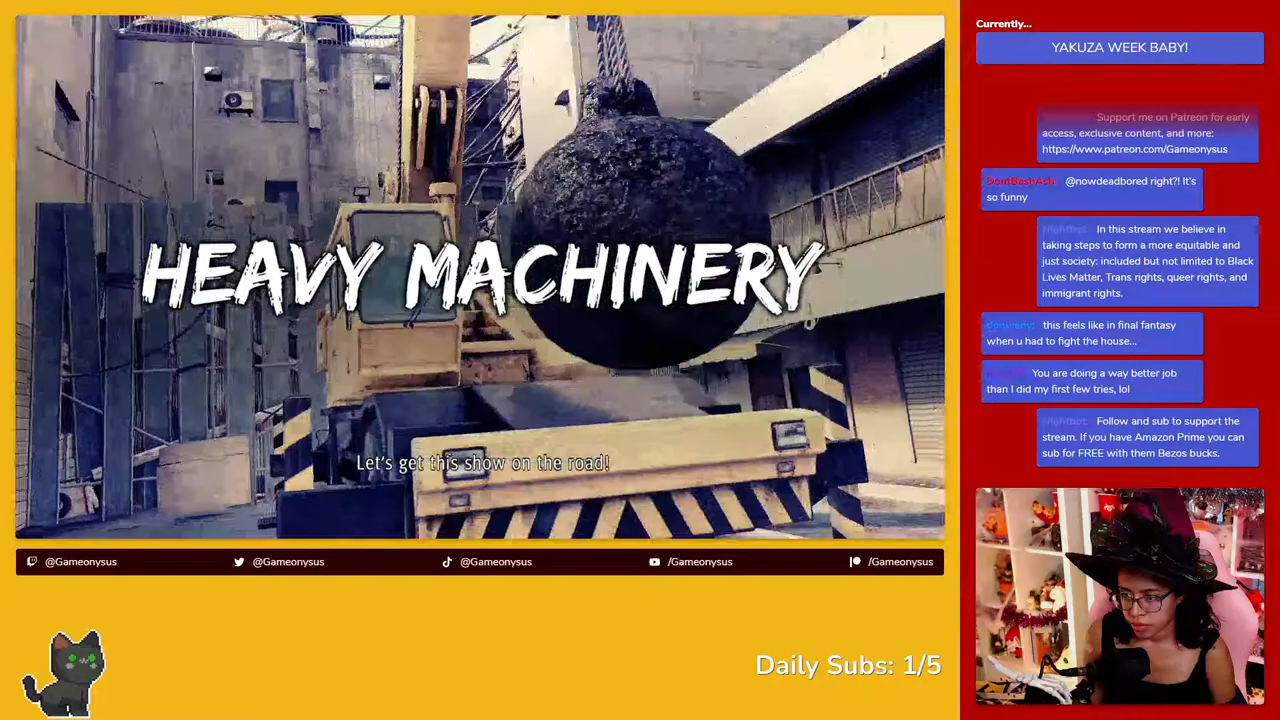 Currently...
YAKUZA WEEK BABY!
Support me on Patreon for early
access, exclusive content, and more:
https://www.patreon.com/Gameonysus
DontBashAsh: @nowdeadbored right?! It's
so funny
Nightbot: In this stream we believe in
taking steps to form a more equitable and
just society: included but not limited to Black
Lives Matter, Trans rights, queer rights, and
immigrant rights.
this feels like in final fantasy
when u had to fight the house...
You are doing a way better job
than I did my first few tries, lol
Nightbot: Follow and sub to support the
stream. If you have Amazon Prime you can
sub for FREE with them Bezos bucks.
HEAVY MACHINERY
Let's get this show on the road!
@Gameonysus
@Gameonysus
@Gameonysus
/Gameonysus
/Gameonysus
Daily Subs: 1/5